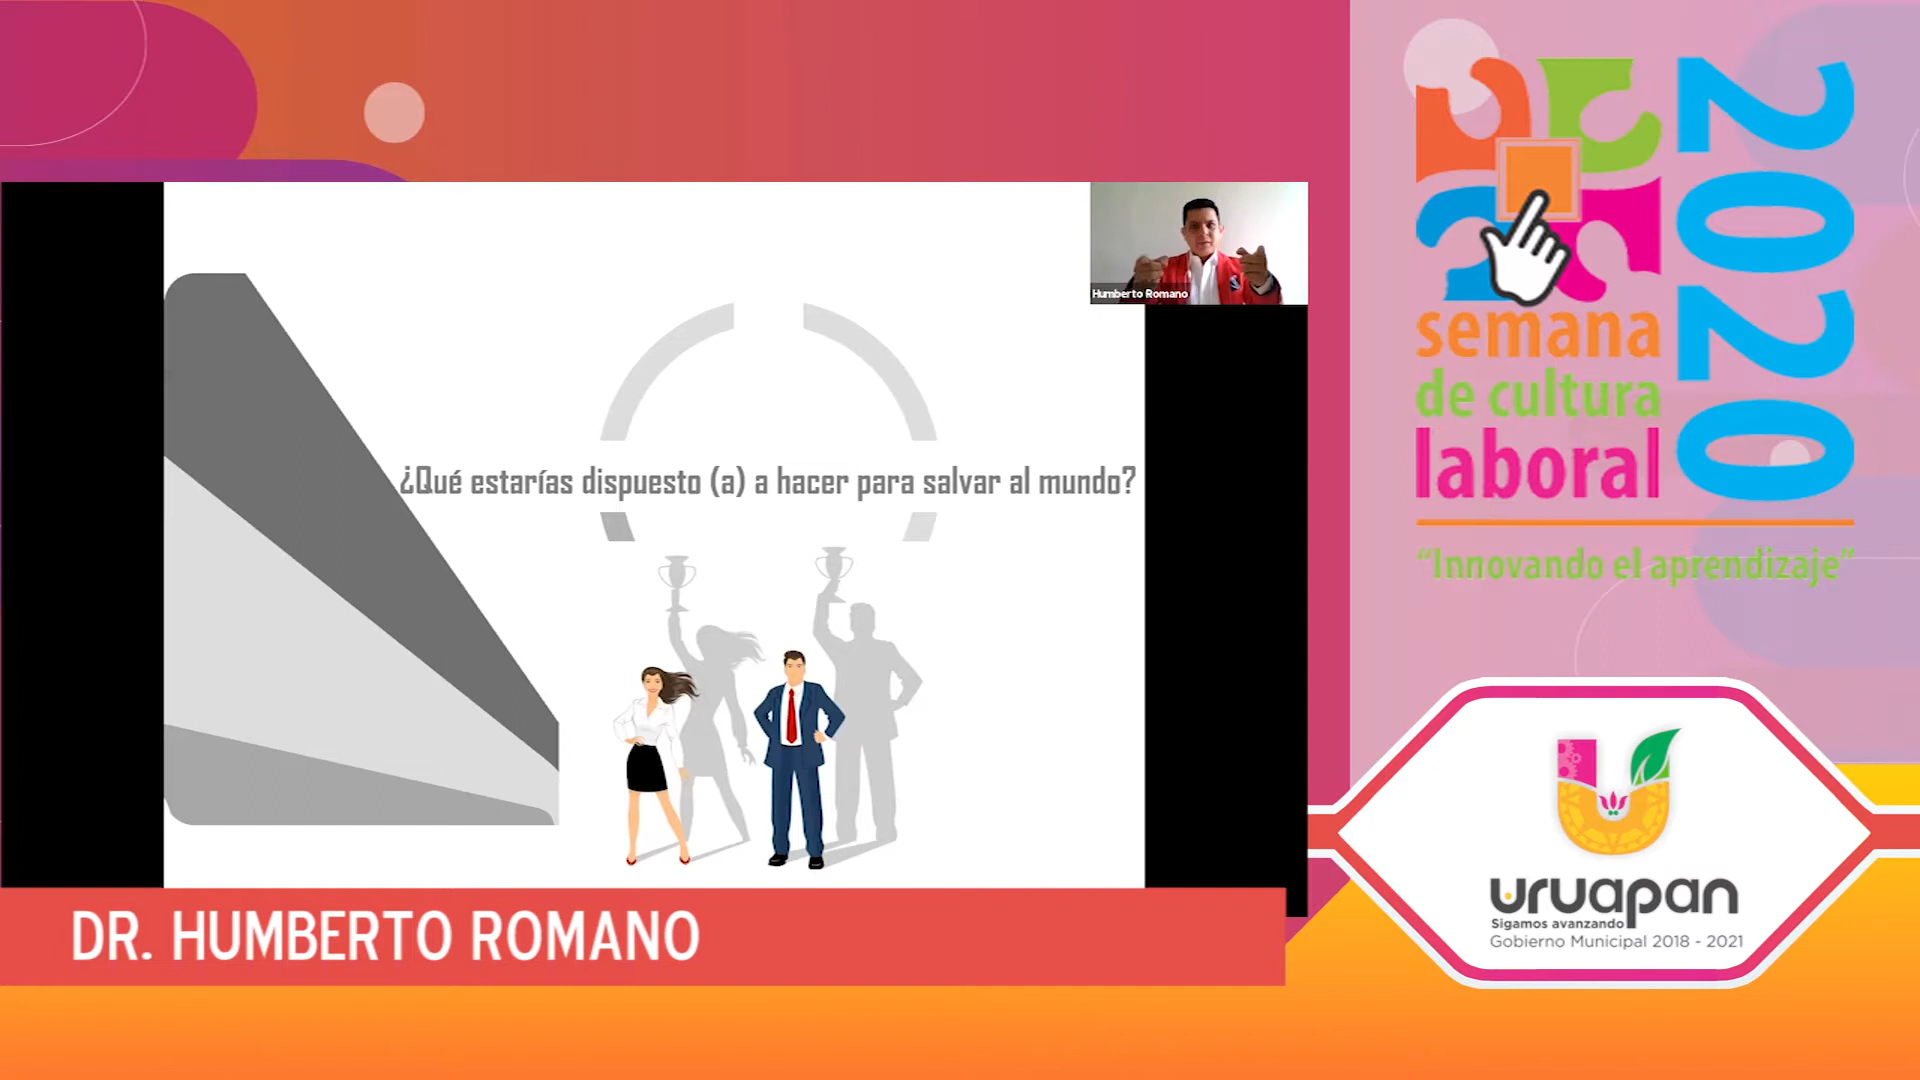 ¿Qué estarías dispuesto (a) a hacer para salvar al mundo?
Humberto Romano
DR. HUMBERTO ROMANO
semana
de cultura
laboral
2020
“Innovando el aprendizaje”
uruapan
Sigamos avanzando
Gobierno Municipal 2018 - 2021